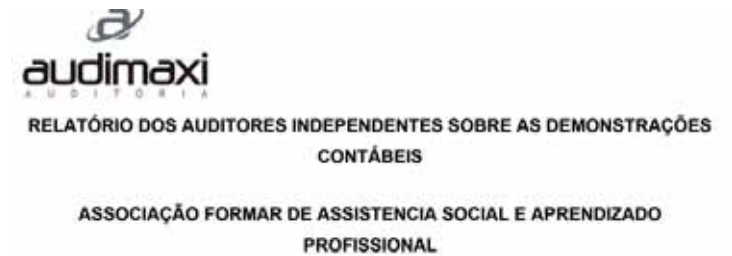 audimaxi
AUDITORIA
RELATÓRIO DOS AUDITORES INDEPENDENTES SOBRE AS DEMONSTRAÇÕES
CONTÁBEIS
ASSOCIAÇÃO FORMAR DE ASSISTENCIA SOCIAL E APRENDIZADO
PROFISSIONAL